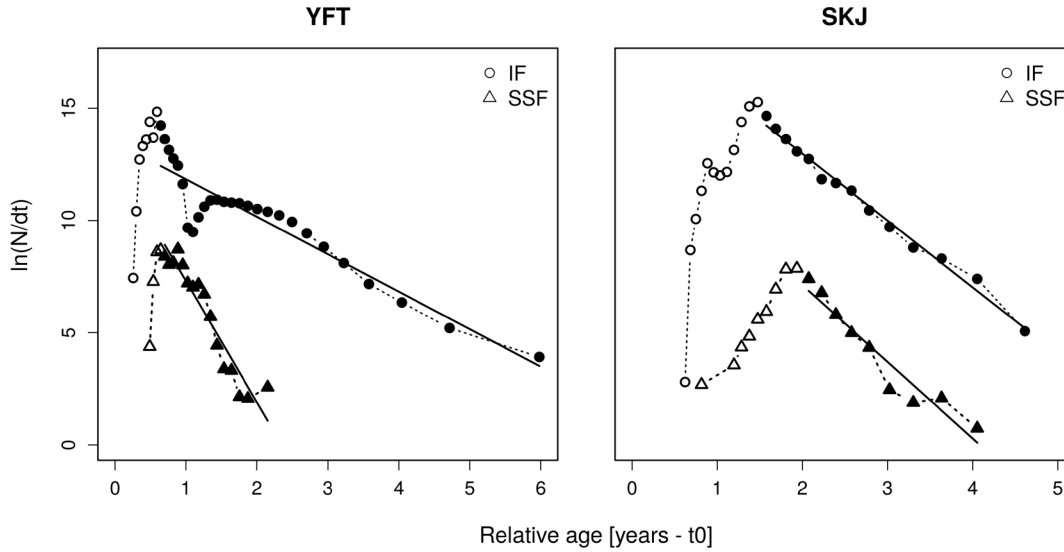 YFT
SKJ
IF
SSF
IF
SSF
ln(N/dt)
15
10
5
0
0 1 2 3 4 5 6
0 1 2 3 4 5
Relative age [years - t0]